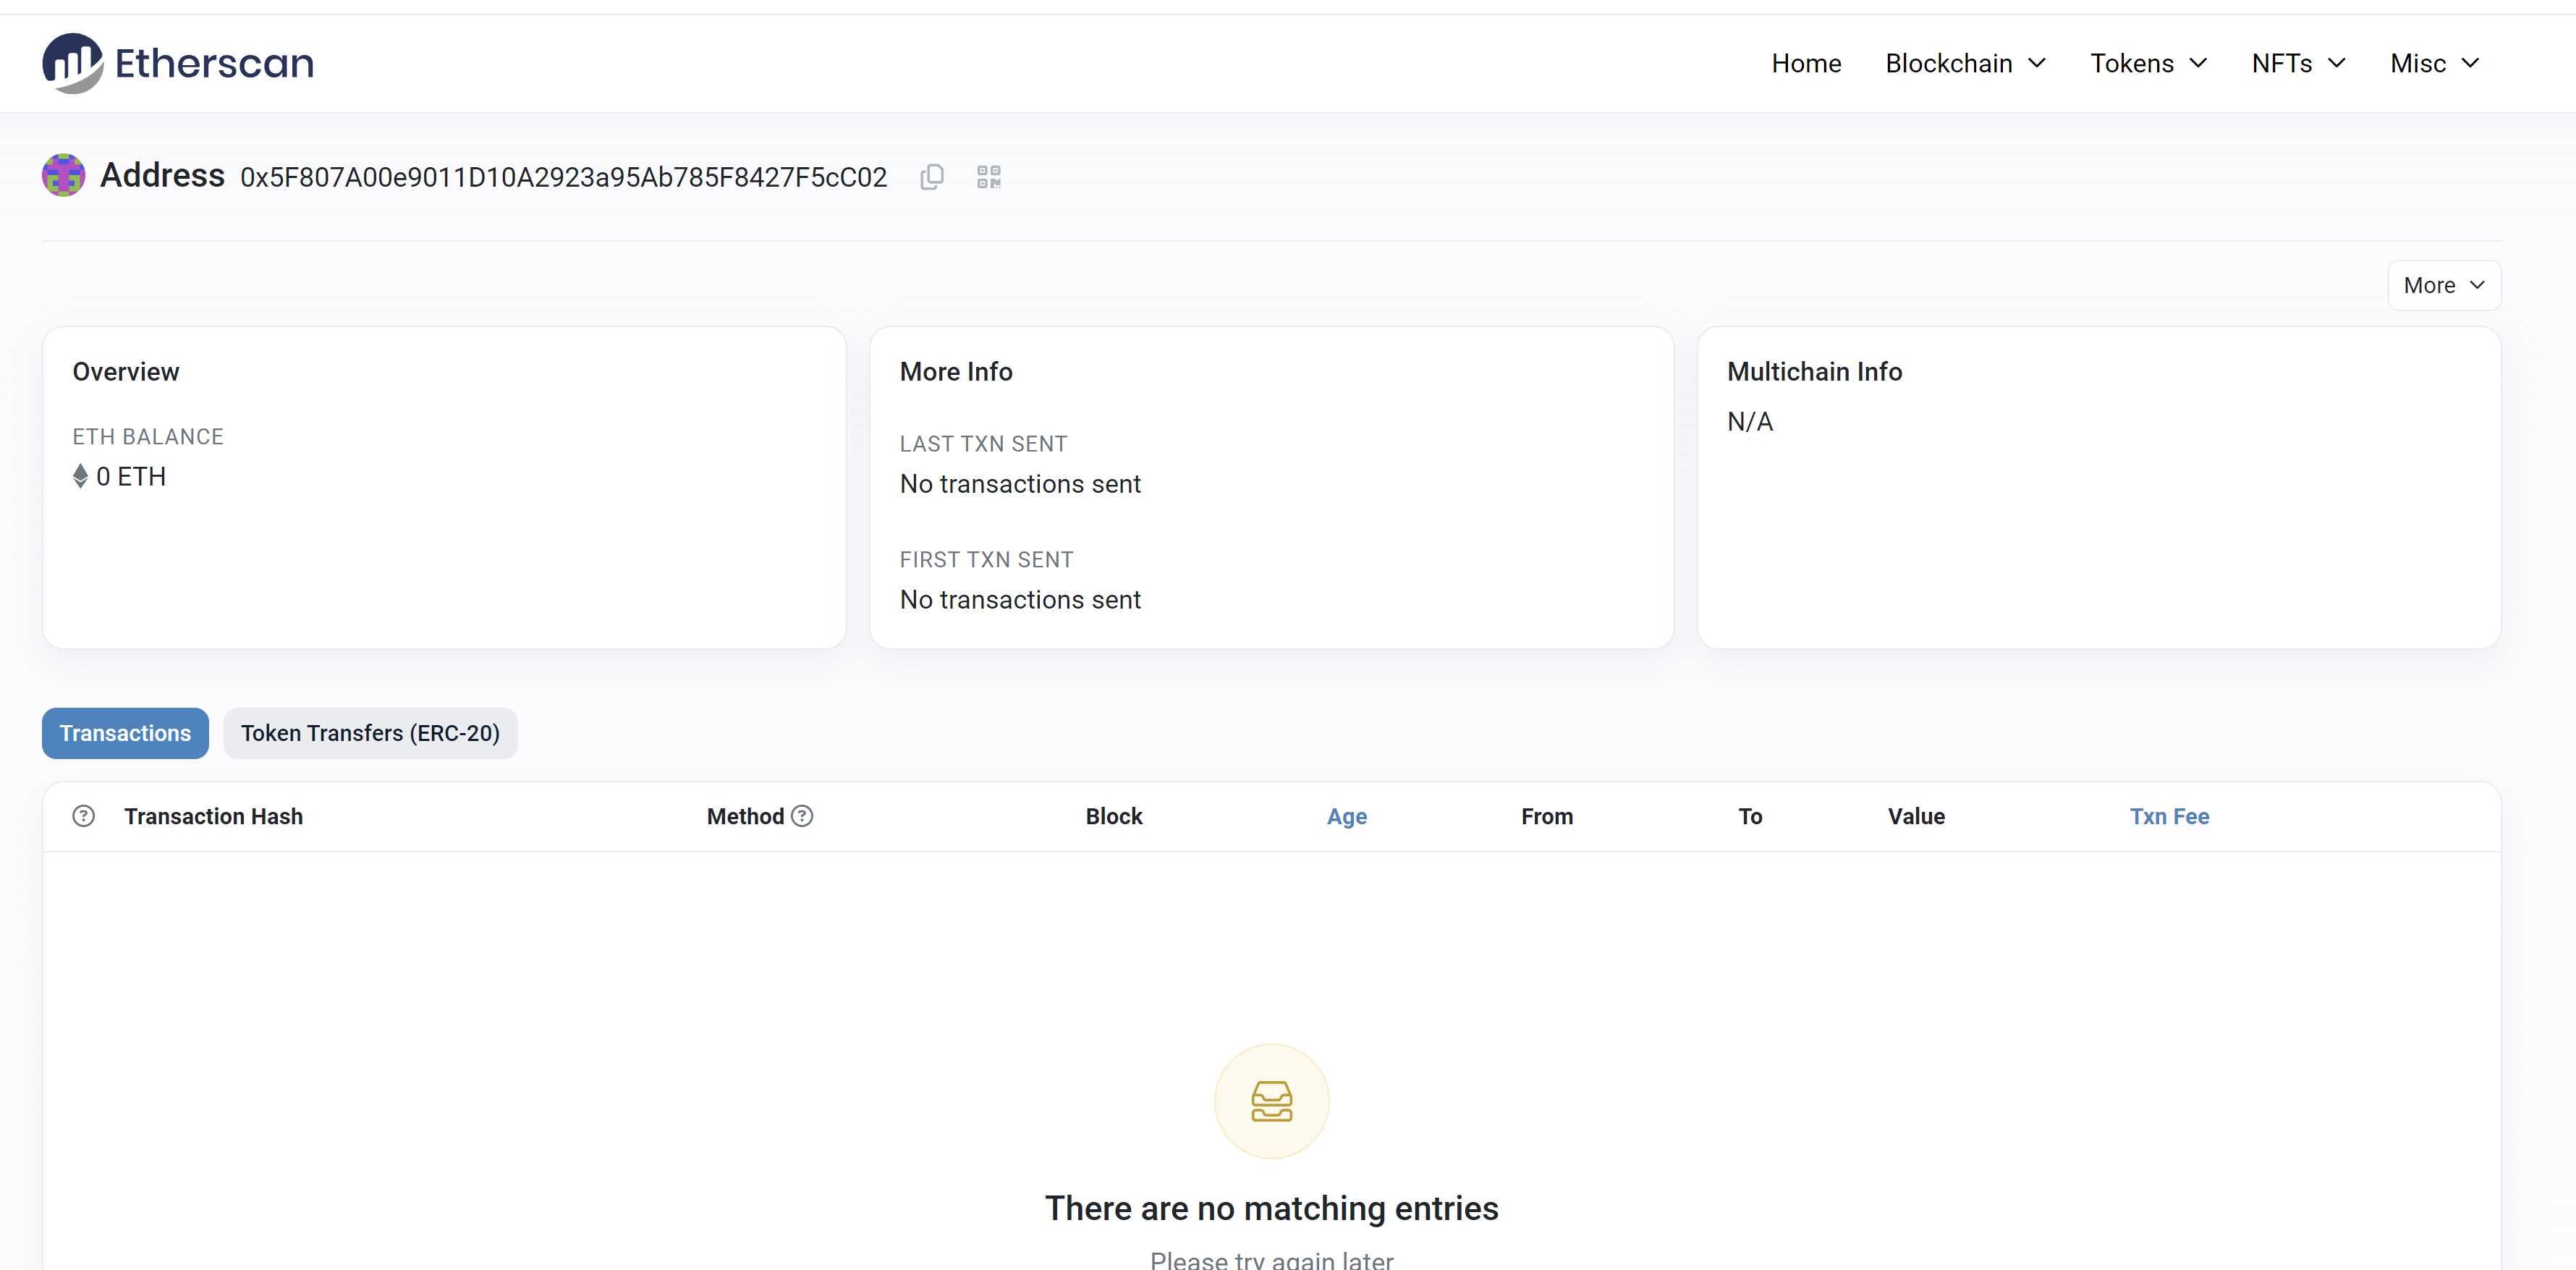 Etherscan
Home Blockchain Tokens NFTs Misc
Address 0x5F807A00e9011D10A2923a95Ab785F8427F5cC02
More
Overview
ETH BALANCE
0 ETH
More Info
LAST TXN SENT
No transactions sent
FIRST TXN SENT
No transactions sent
Multichain Info
N/A
Transactions Token Transfers (ERC-20)
? Transaction Hash Method ? Block Age From To Value Txn Fee
There are no matching entries
Please try again later